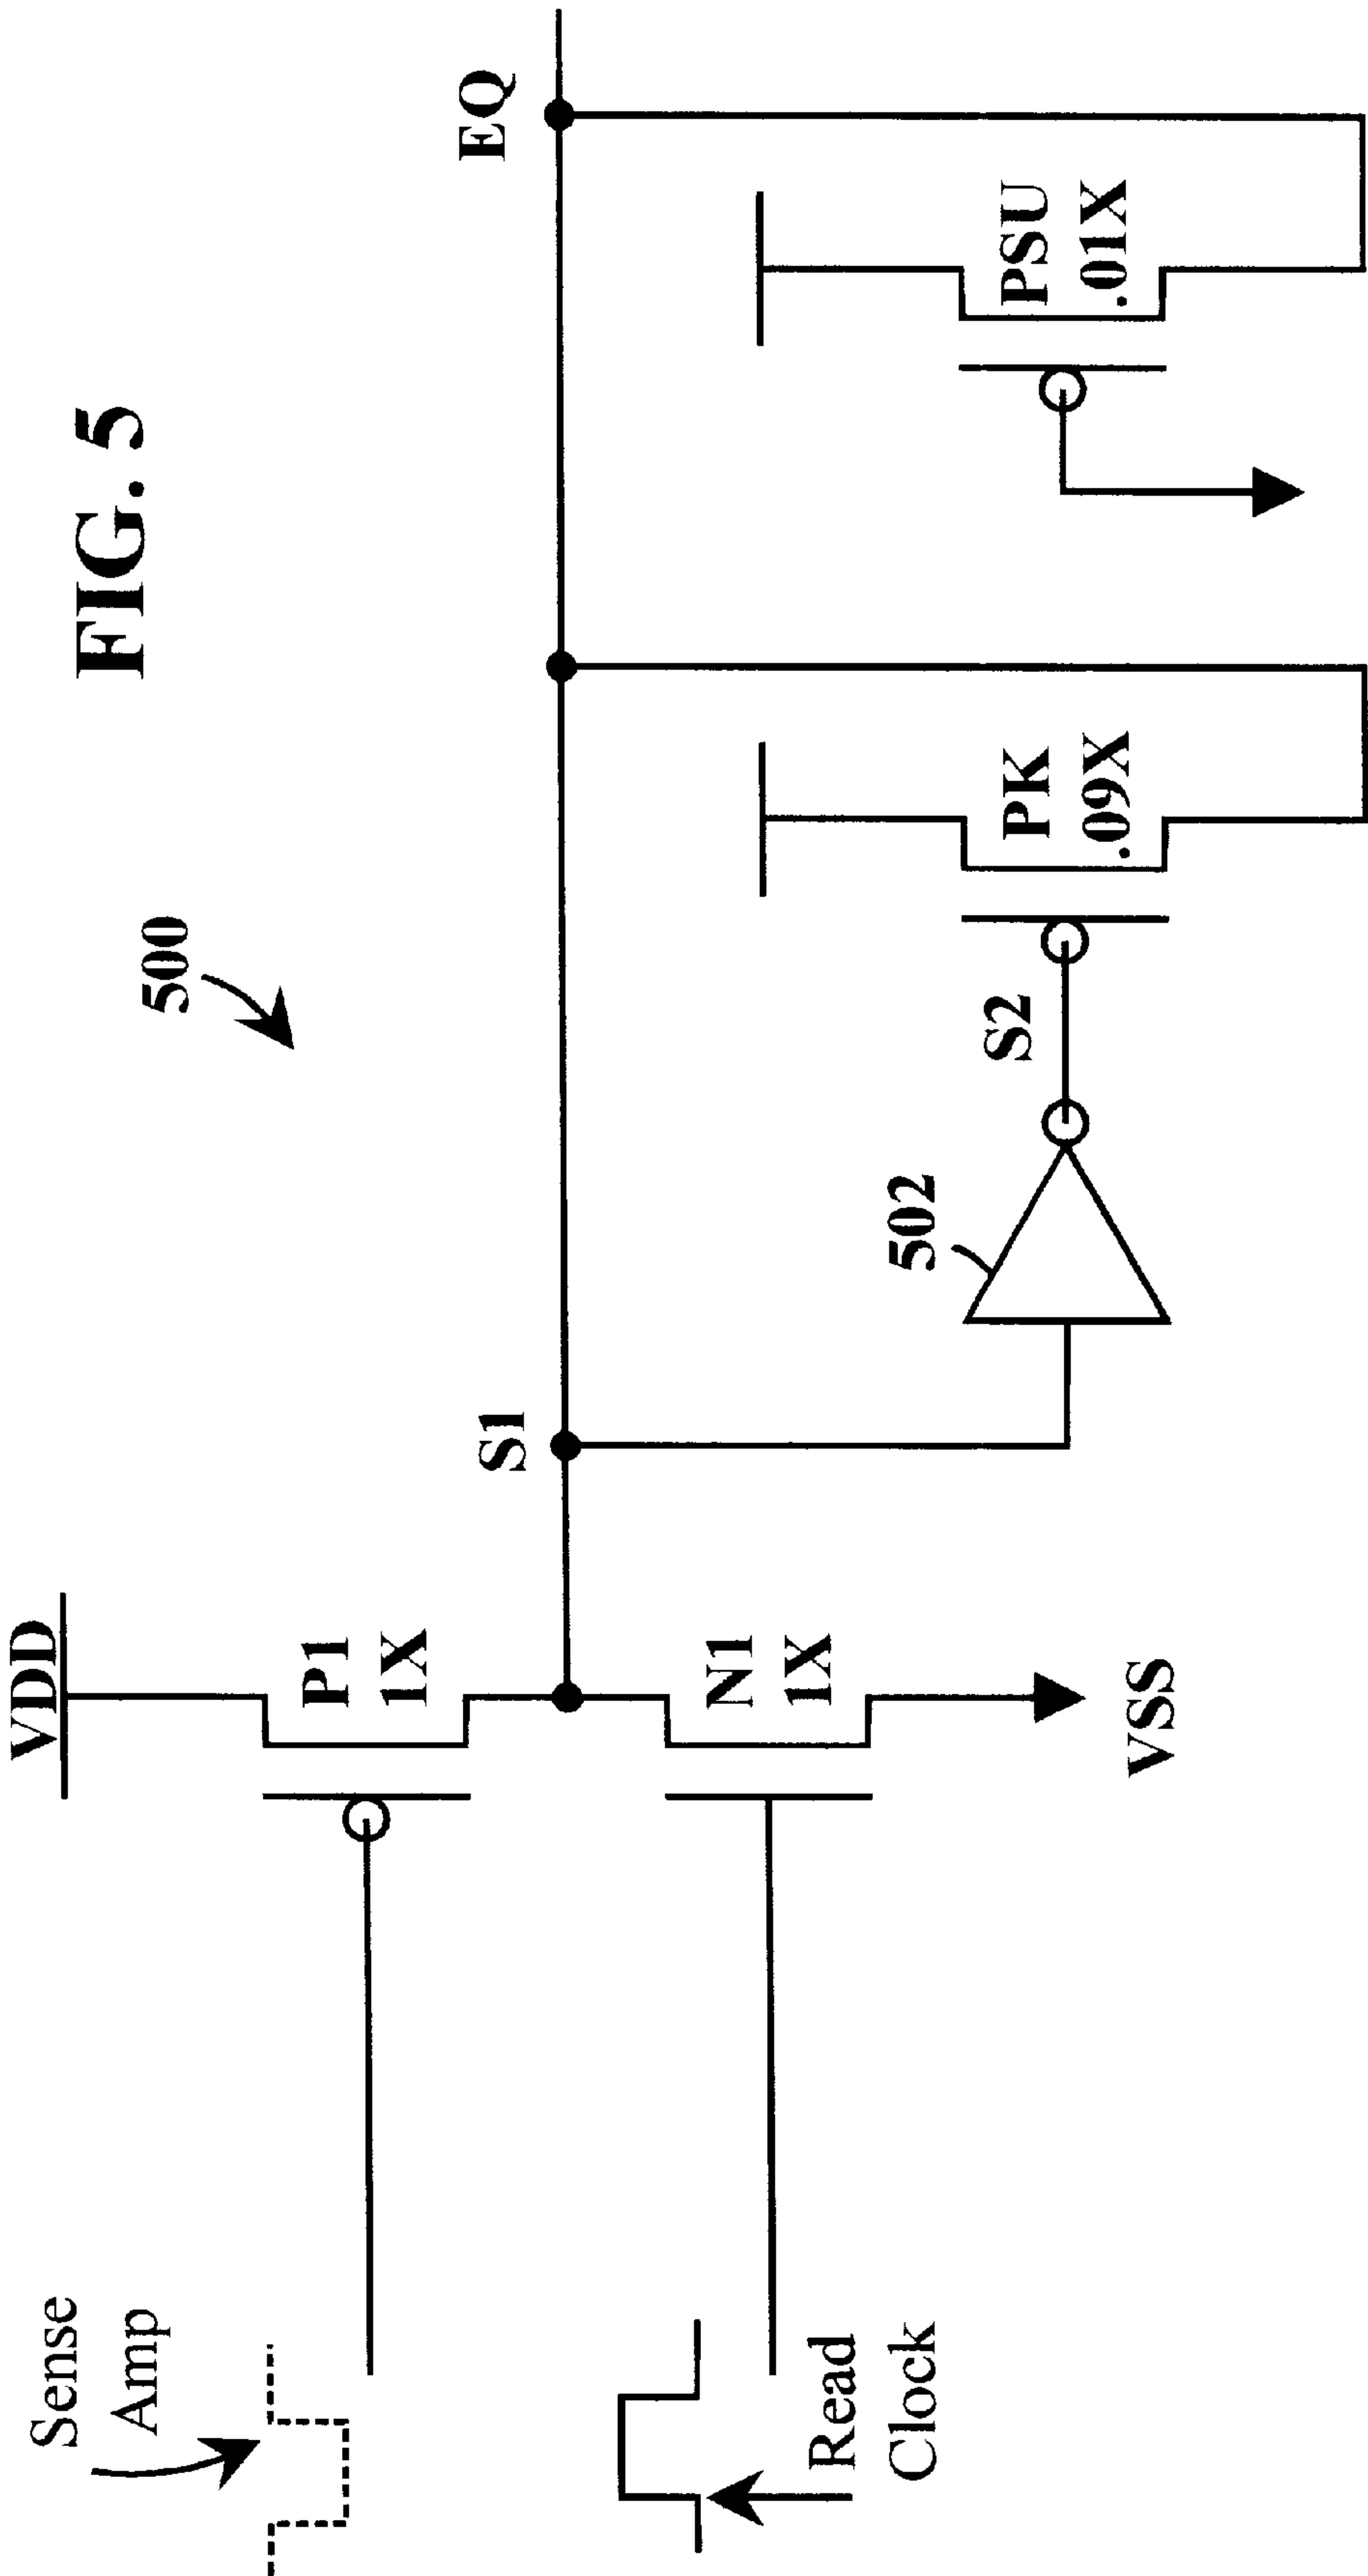 FIG. 5
500
VDD
Sense
Amp
P1
1X
S1
EQ
N1
1X
Read
Clock
VSS
502
S2
PK
.09X
PSU
.01X